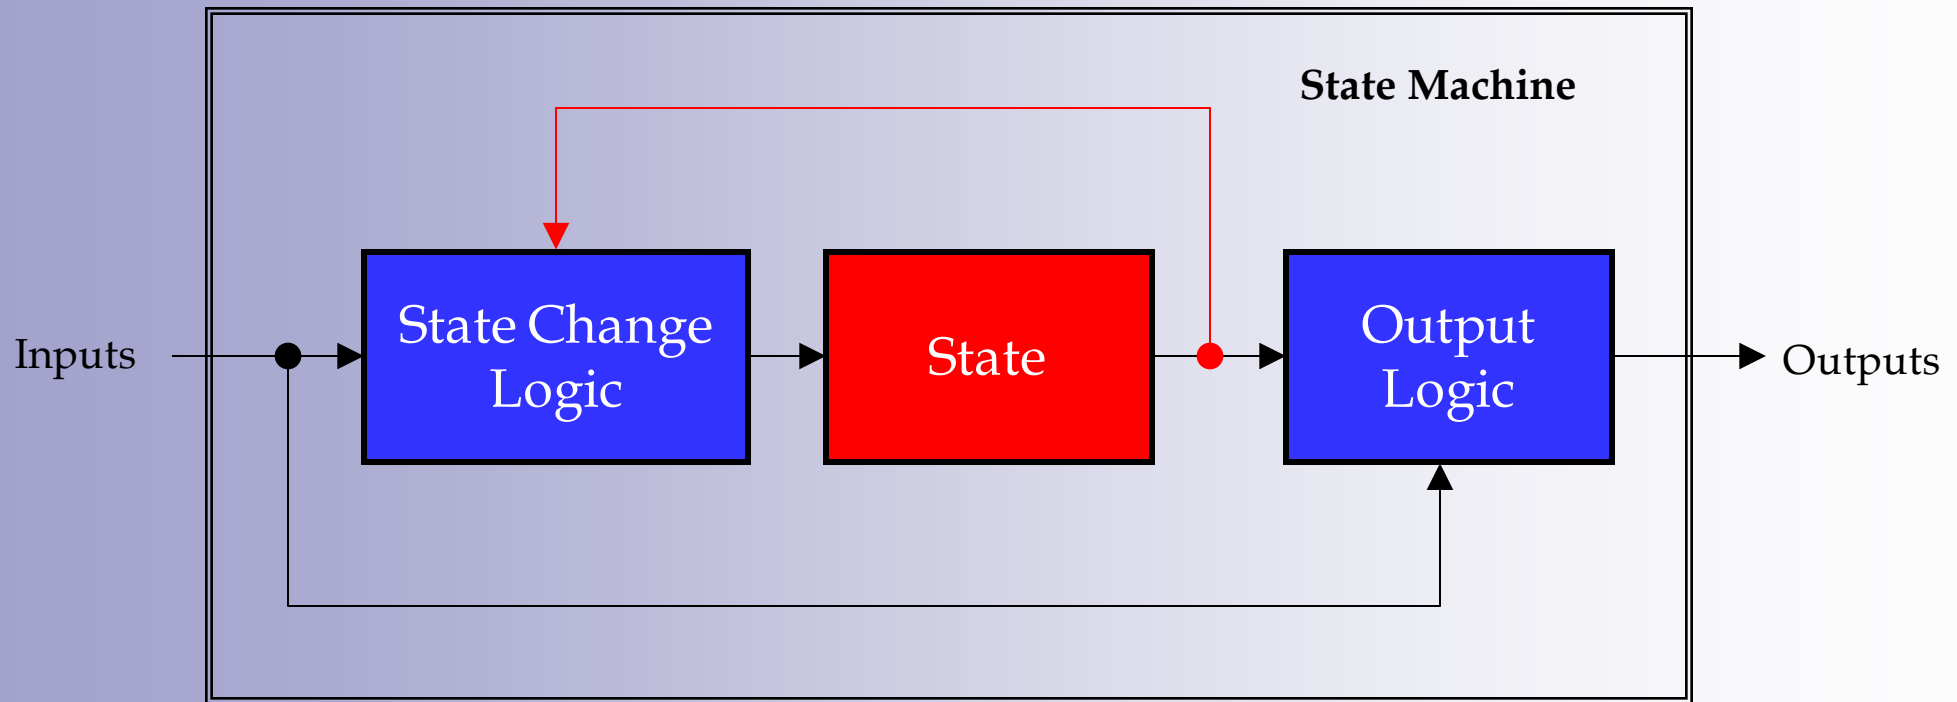 State Machine
Inputs
State Change
Logic
State
Output
Logic
Outputs